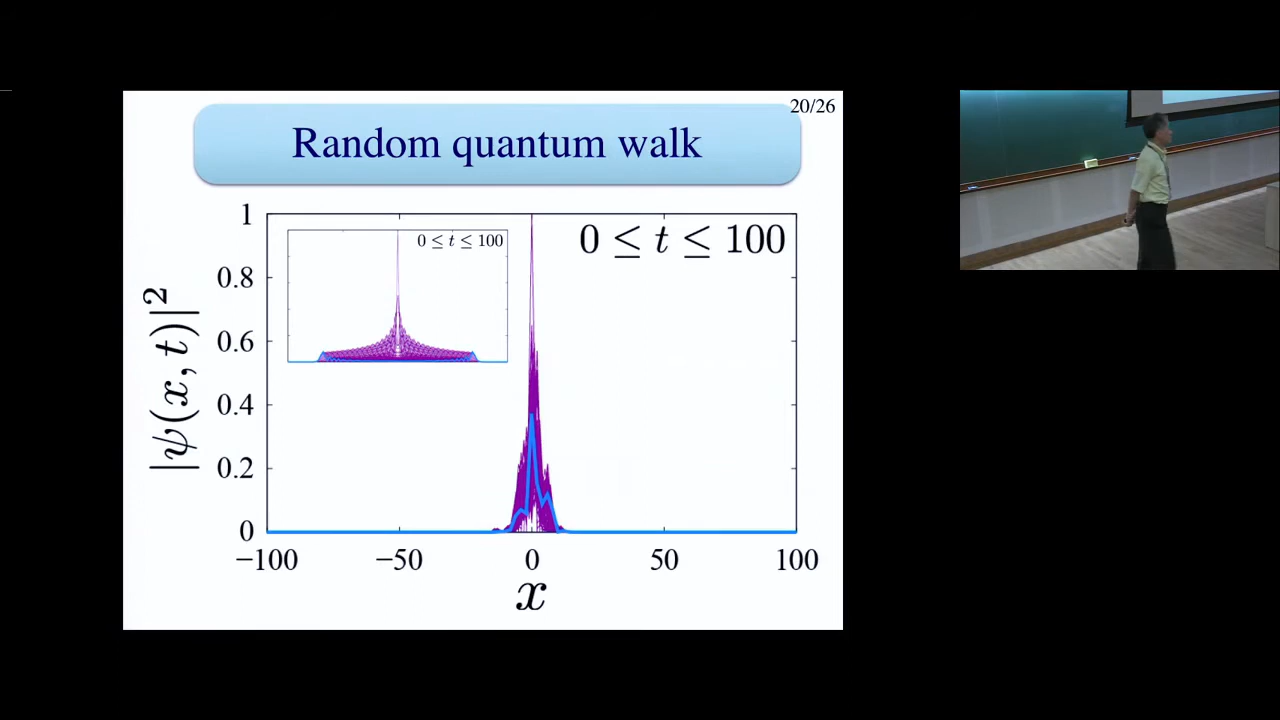 20/26
Random quantum walk
0 ≤ t ≤ 100
0 ≤ t ≤ 100
|ψ(x, t)|²
1
0.8
0.6
0.4
0.2
0
−100 −50 0 50 100
x